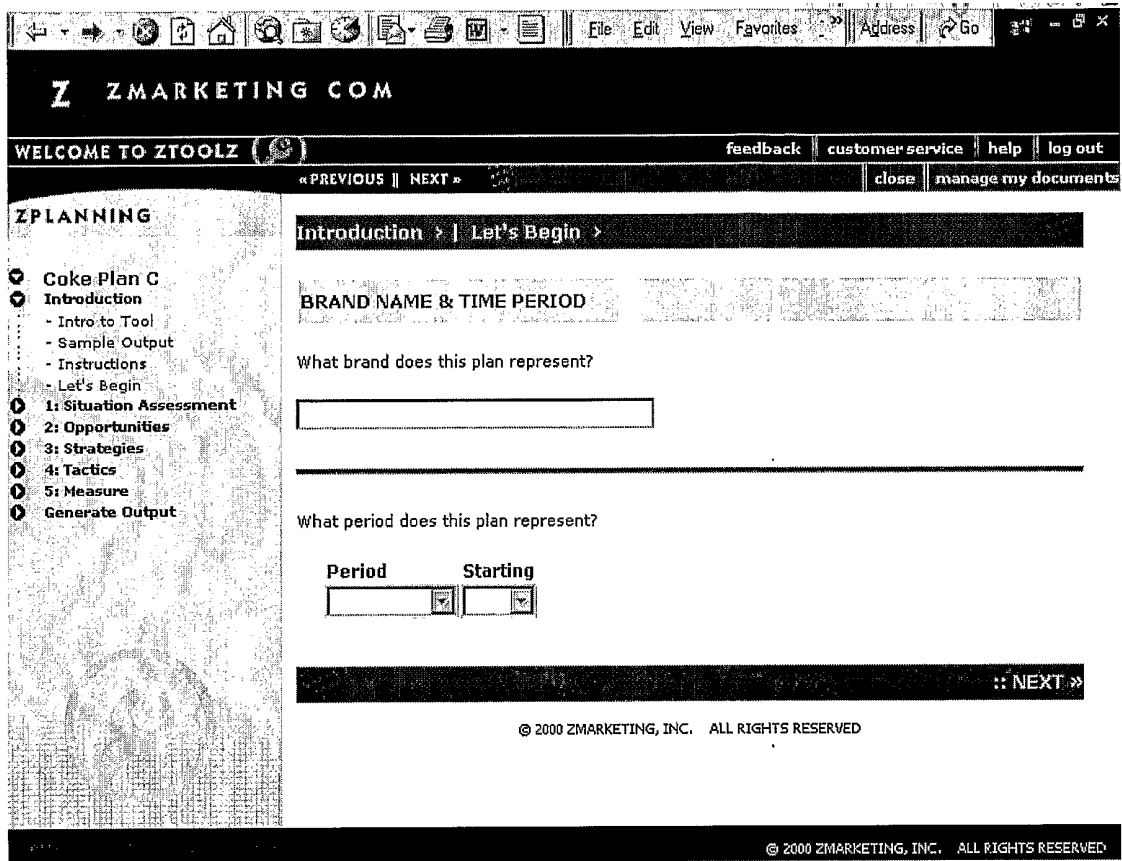 File Edit View Favorites » Address Go
Z ZMARKETING COM
WELCOME TO ZTOOLZ ( ) feedback customer service help log out
« PREVIOUS || NEXT » close manage my documents
ZPLANNING
Coke Plan C
Introduction
- Intro to Tool
- Sample Output
- Instructions
- Let's Begin
1: Situation Assessment
2: Opportunities
3: Strategies
4: Tactics
5: Measure
Generate Output
Introduction > | Let's Begin >
BRAND NAME & TIME PERIOD
What brand does this plan represent?
What period does this plan represent?
Period Starting
:: NEXT »
© 2000 ZMARKETING, INC. ALL RIGHTS RESERVED
© 2000 ZMARKETING, INC. ALL RIGHTS RESERVED